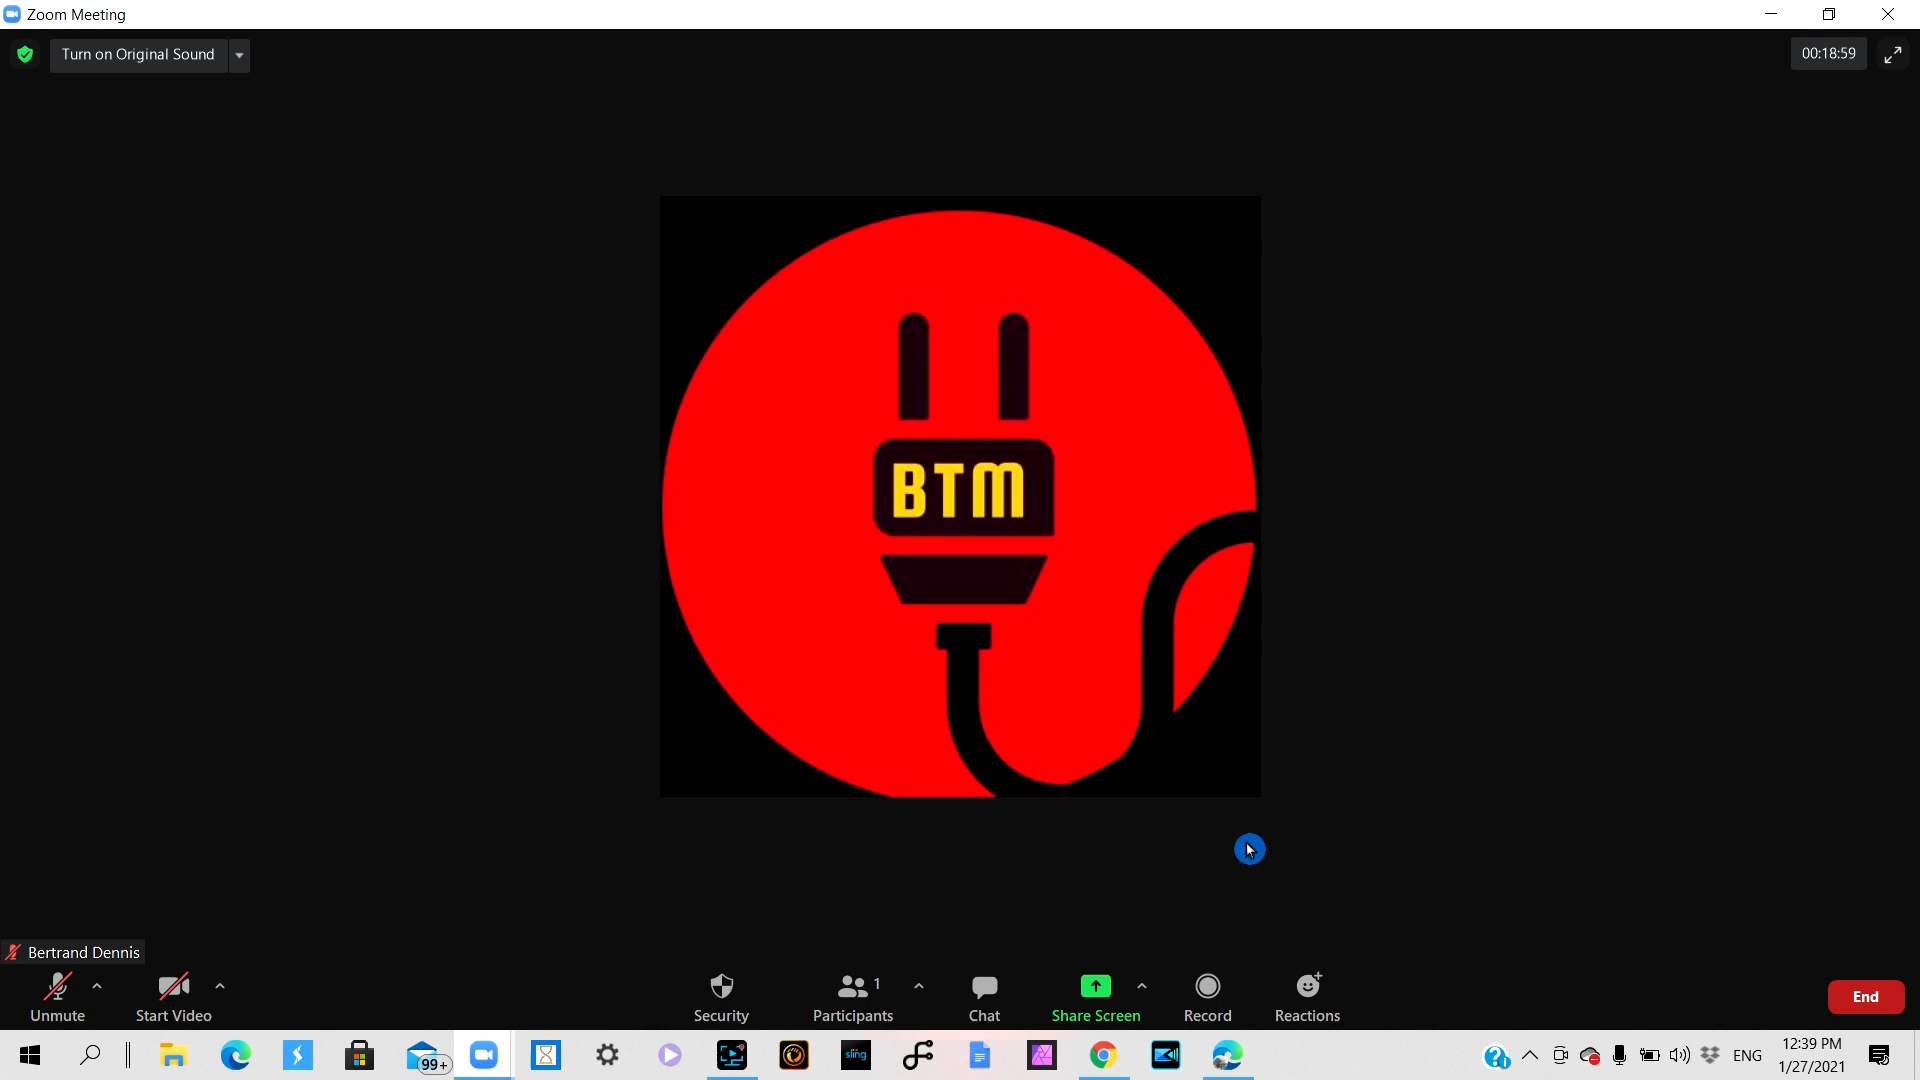 Zoom Meeting
Turn on Original Sound
00:18:59
BTM
Bertrand Dennis
Unmute
Start Video
Security
1
Participants
Chat
Share Screen
Record
Reactions
End
99+
sling
ENG
12:39 PM
1/27/2021